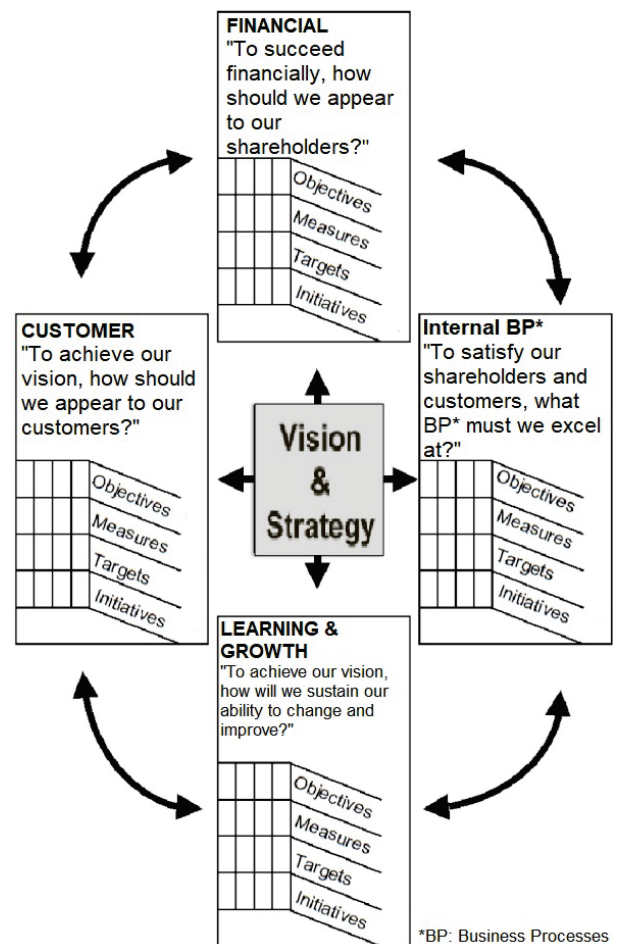 FINANCIAL
"To succeed
financially, how
should we appear
to our
shareholders?"
Objectives
Measures
Targets
Initiatives
CUSTOMER
"To achieve our
vision, how should
we appear to our
customers?"
Objectives
Measures
Targets
Initiatives
Vision
&
Strategy
Internal BP*
"To satisfy our
shareholders and
customers, what
BP* must we excel
at?"
Objectives
Measures
Targets
Initiatives
LEARNING &
GROWTH
"To achieve our vision,
how will we sustain our
ability to change and
improve?"
Objectives
Measures
Targets
Initiatives
*BP: Business Processes